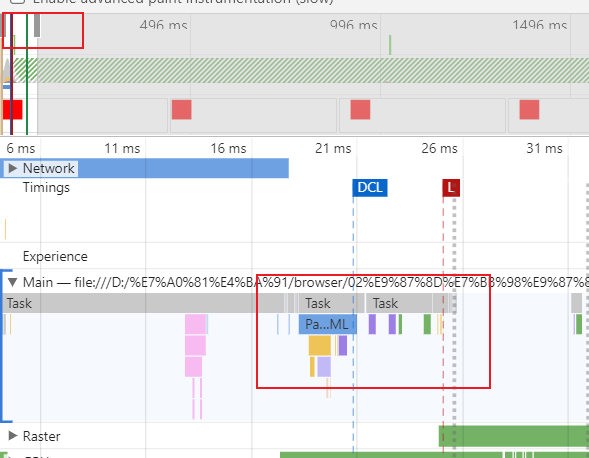 Enable advanced paint instrumentation (slow)
496 ms 996 ms 1496 ms
6 ms 11 ms 16 ms 21 ms 26 ms 31 ms
Network
Timings
DCL L
Experience
Main — file:///D:/%E7%A0%81%E4%BA%91/browser/02%E9%87%8D%E7%BB%98%E9%87%8
Task Task Task
Pa...ML
Raster